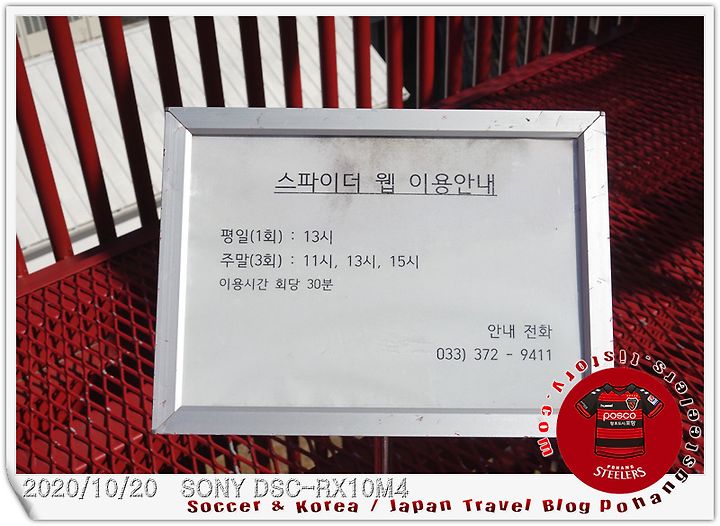 스파이더 웹 이용안내
평일(1회) : 13시
주말(3회) : 11시, 13시, 15시
이용시간 회당 30분
안내 전화
033) 372 - 9411
posco
POHANG
STEELERS
2020/10/20 SONY DSC-RX10M4
Soccer & Korea / Japan Travel Blog pohangsteelers.tistory.com